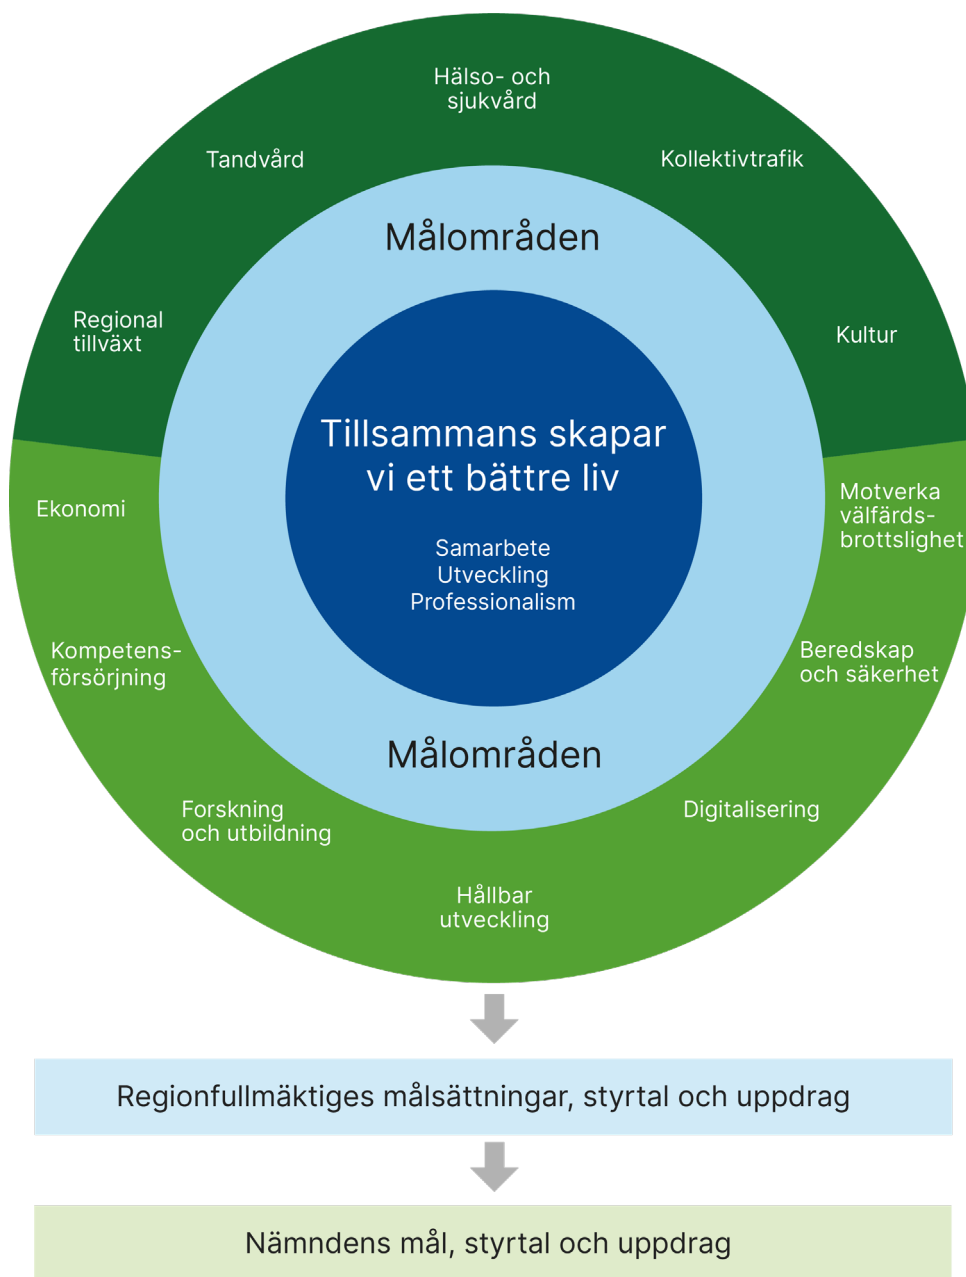 Hälso- och
sjukvård
Tandvård
Kollektivtrafik
Målområden
Regional
tillväxt
Kultur
Tillsammans skapar
vi ett bättre liv
Ekonomi
Motverka
välfärds-
brottslighet
Samarbete
Utveckling
Professionalism
Kompetens-
försörjning
Beredskap
och säkerhet
Målområden
Forskning
och utbildning
Digitalisering
Hållbar
utveckling
Regionfullmäktiges målsättningar, styrtal och uppdrag
Nämndens mål, styrtal och uppdrag